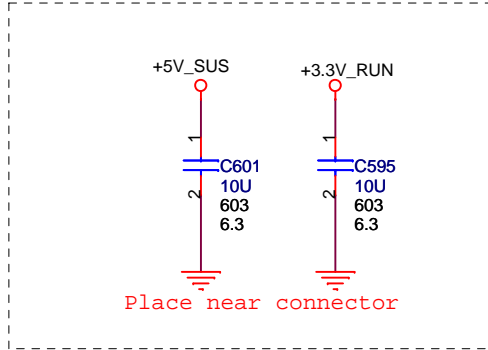 +5V_SUS
+3.3V_RUN
1
1
C601
C595
10U
10U
2
2
603
603
6.3
6.3
Place near connector